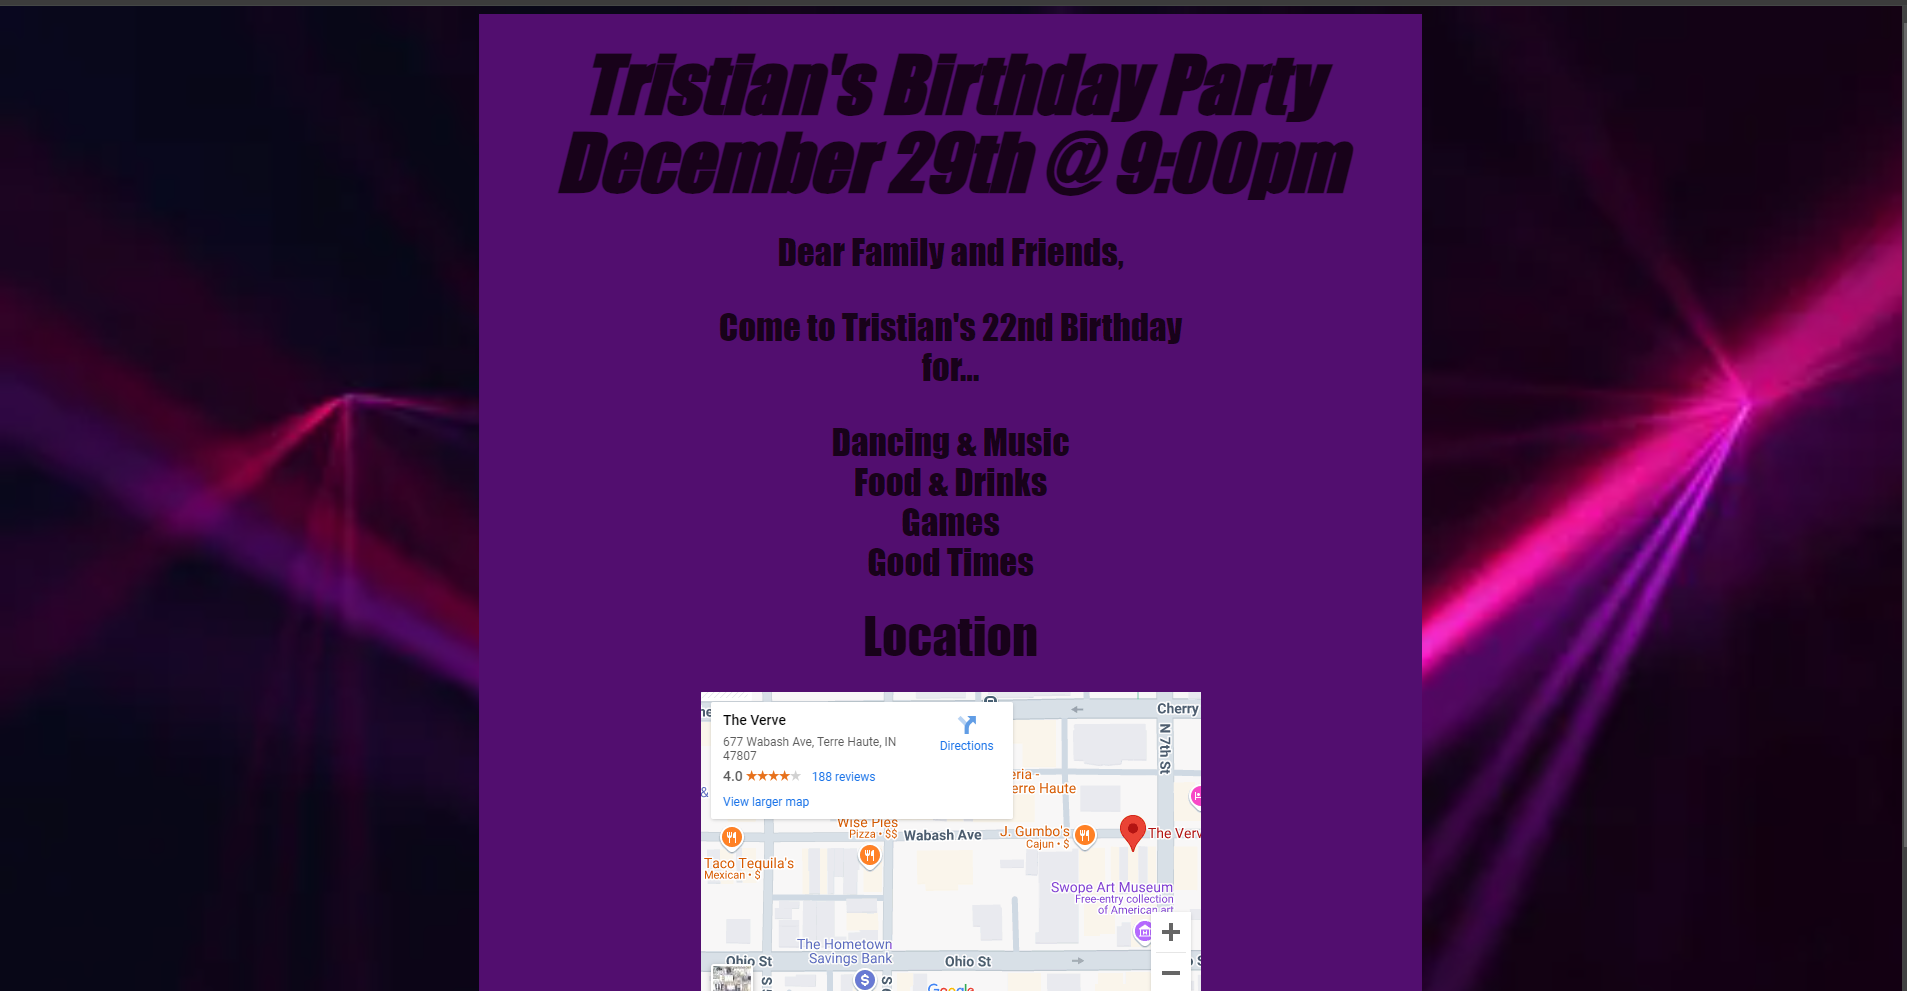 Tristian's Birthday Party
December 29th @ 9:00pm
Dear Family and Friends,
Come to Tristian's 22nd Birthday
for...
Dancing & Music
Food & Drinks
Games
Good Times
Location
The Verve
677 Wabash Ave, Terre Haute, IN
47807
4.0
188 reviews
View larger map
Directions
Cherry
N 7th St
eria -
erre Haute
&
Wise Pies
Pizza • $$
Wabash Ave
J. Gumbo's
Cajun • $
The Verv
Taco Tequila's
Mexican • $
Swope Art Museum
Free-entry collection
of American art
The Hometown
Savings Bank
Ohio St
Ohio St
Google